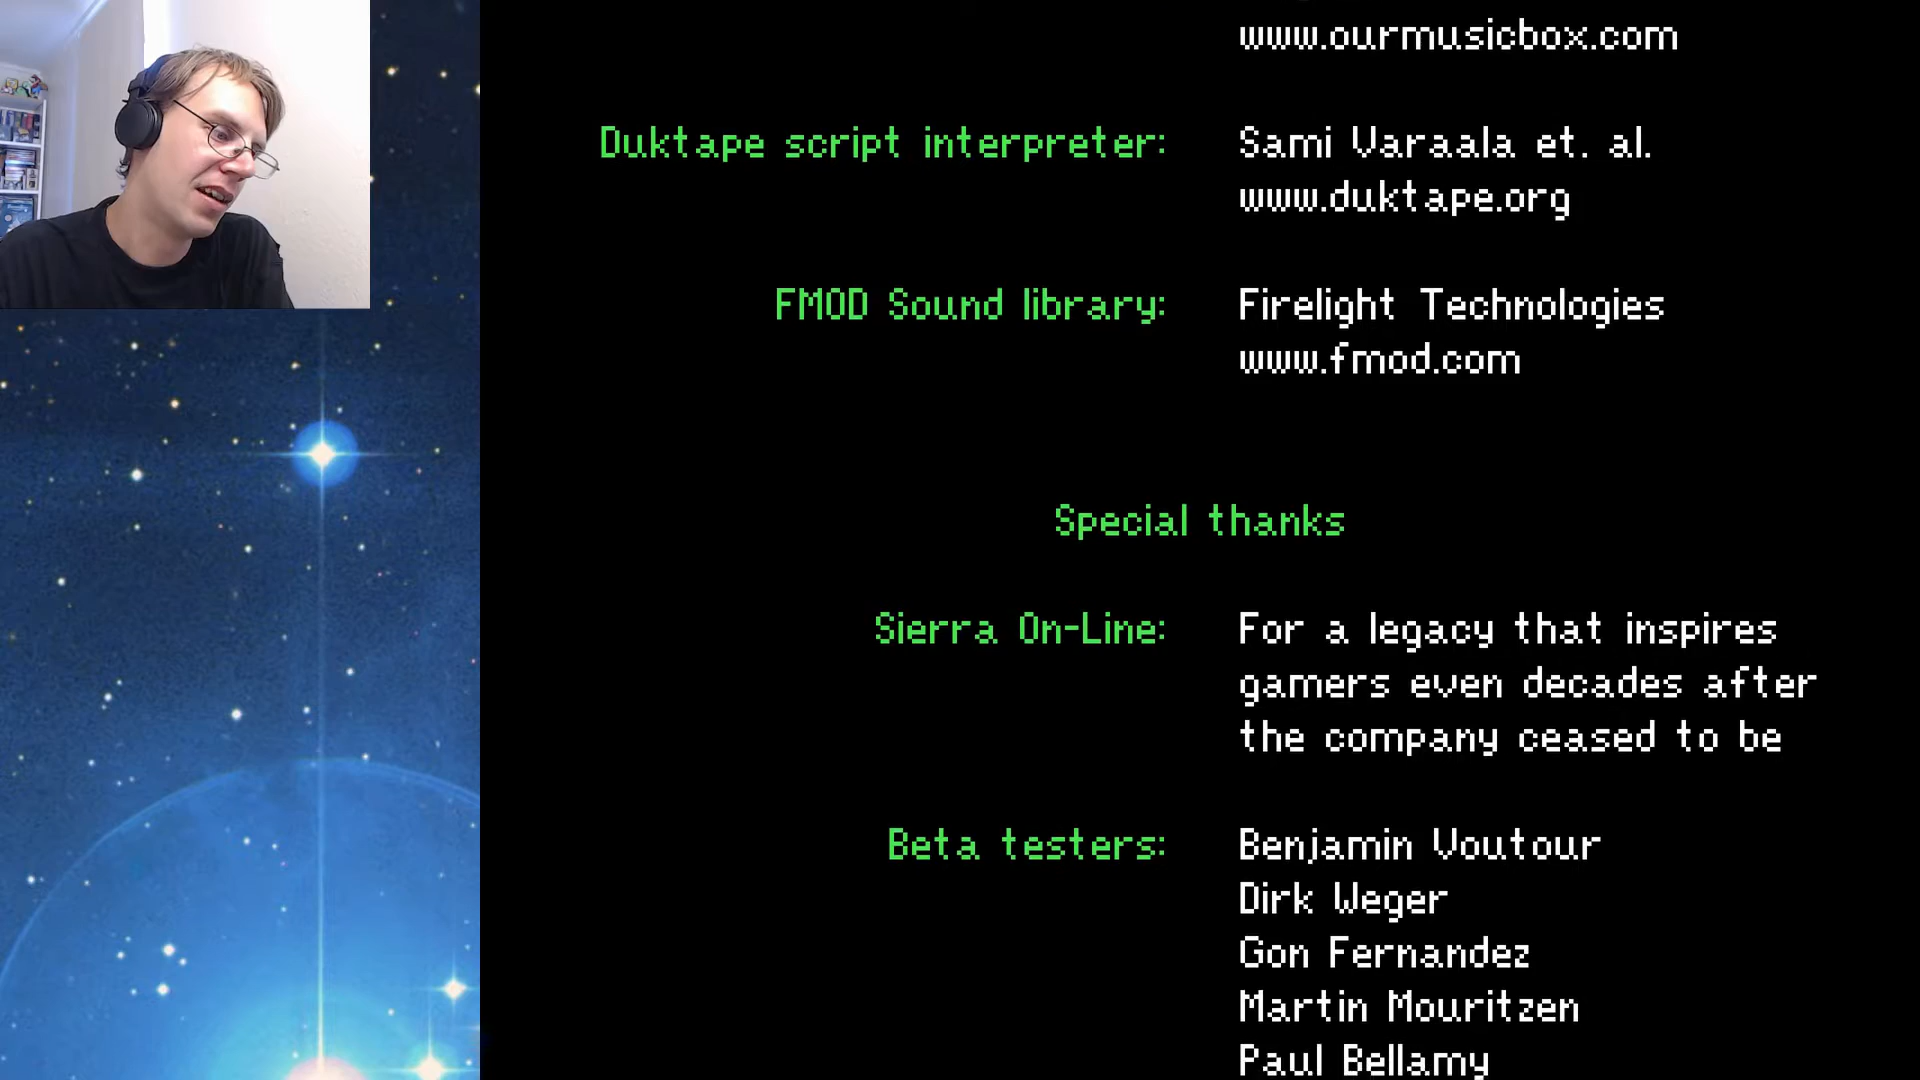 www.ourmusicbox.com
Duktape script interpreter: Sami Varaala et. al.
www.duktape.org
FMOD Sound library: Firelight Technologies
www.fmod.com
Special thanks
Sierra On-Line: For a legacy that inspires
gamers even decades after
the company ceased to be
Beta testers: Benjamin Voutour
Dirk Weger
Gon Fernandez
Martin Mouritzen
Paul Bellamy